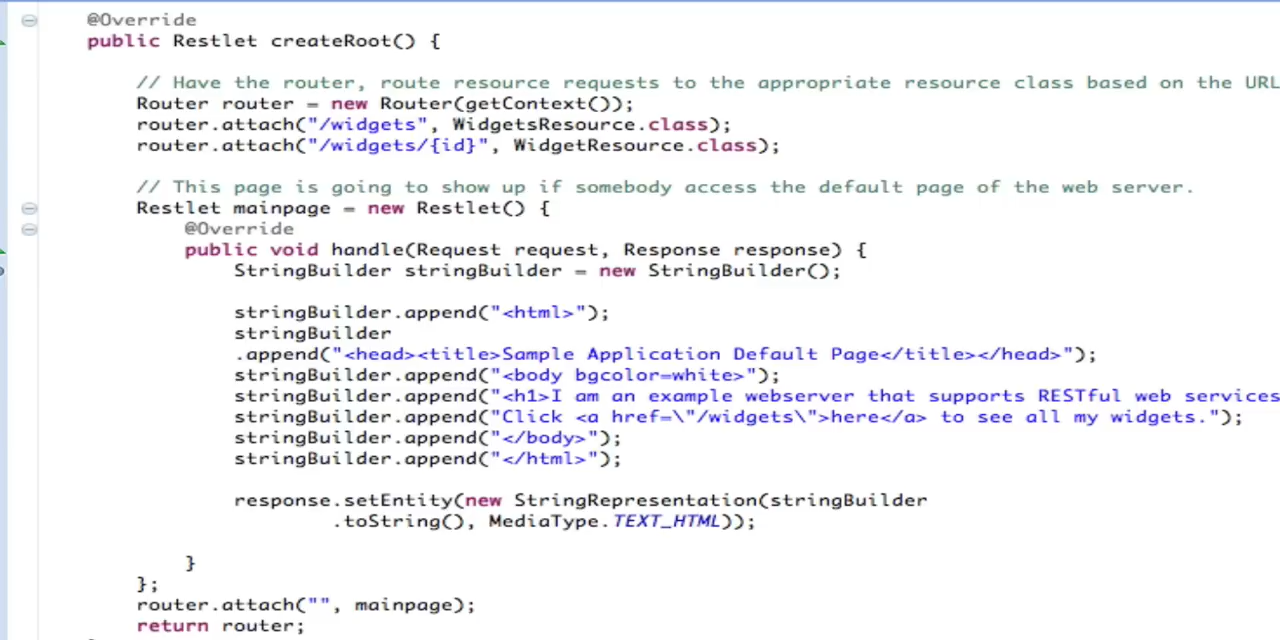 @Override
public Restlet createRoot() {
// Have the router, route resource requests to the appropriate resource class based on the URL
Router router = new Router(getContext());
router.attach("/widgets", WidgetsResource.class);
router.attach("/widgets/{id}", WidgetResource.class);
// This page is going to show up if somebody access the default page of the web server.
Restlet mainpage = new Restlet() {
@Override
public void handle(Request request, Response response) {
StringBuilder stringBuilder = new StringBuilder();
stringBuilder.append("<html>");
stringBuilder
.append("<head><title>Sample Application Default Page</title></head>");
stringBuilder.append("<body bgcolor=white>");
stringBuilder.append("<h1>I am an example webserver that supports RESTful web services
stringBuilder.append("Click <a href=\"/widgets\">here</a> to see all my widgets.");
stringBuilder.append("</body>");
stringBuilder.append("</html>");
response.setEntity(new StringRepresentation(stringBuilder
.toString(), MediaType.TEXT_HTML));
}
};
router.attach("", mainpage);
return router;